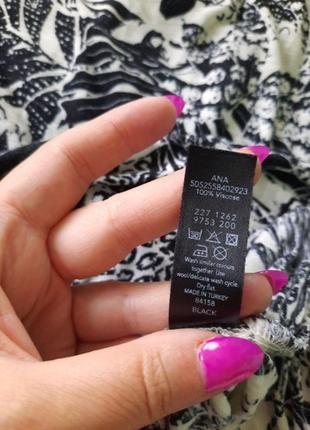 ANA
5052558402923
100% Viscose
227 1262
9753 200
Wash similar colours
together Use
wool/delicate wash cycle.
Dry flat.
MADE IN TURKEY
84158
BLACK